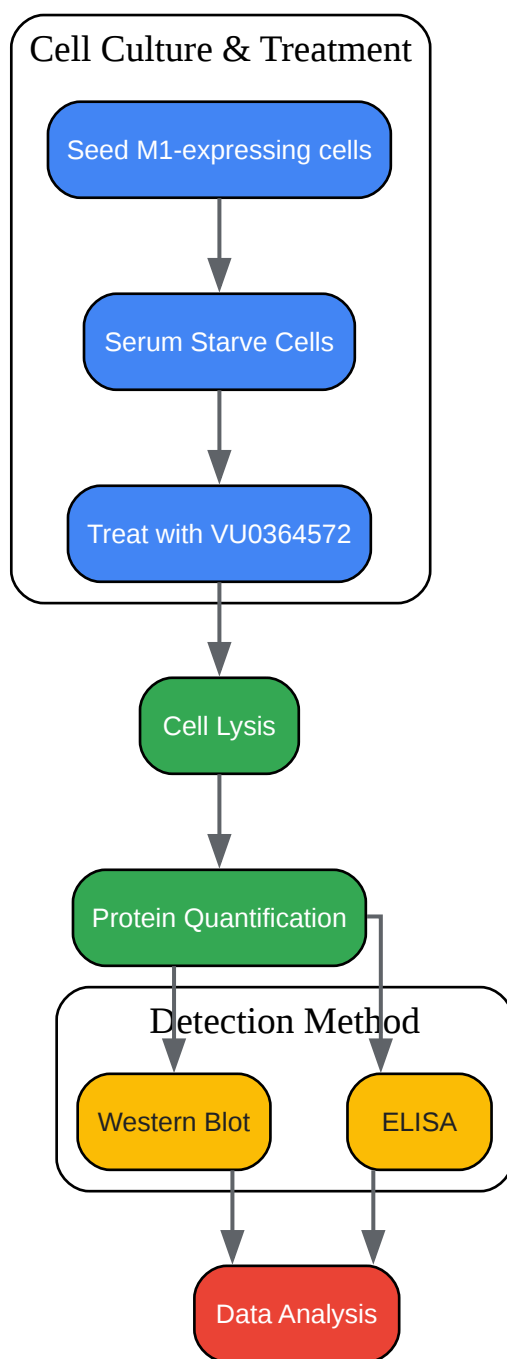 Cell Culture & Treatment
Seed M1-expressing cells
Serum Starve Cells
Treat with VU0364572
Cell Lysis
Protein Quantification
Detection Method
Western Blot
ELISA
Data Analysis